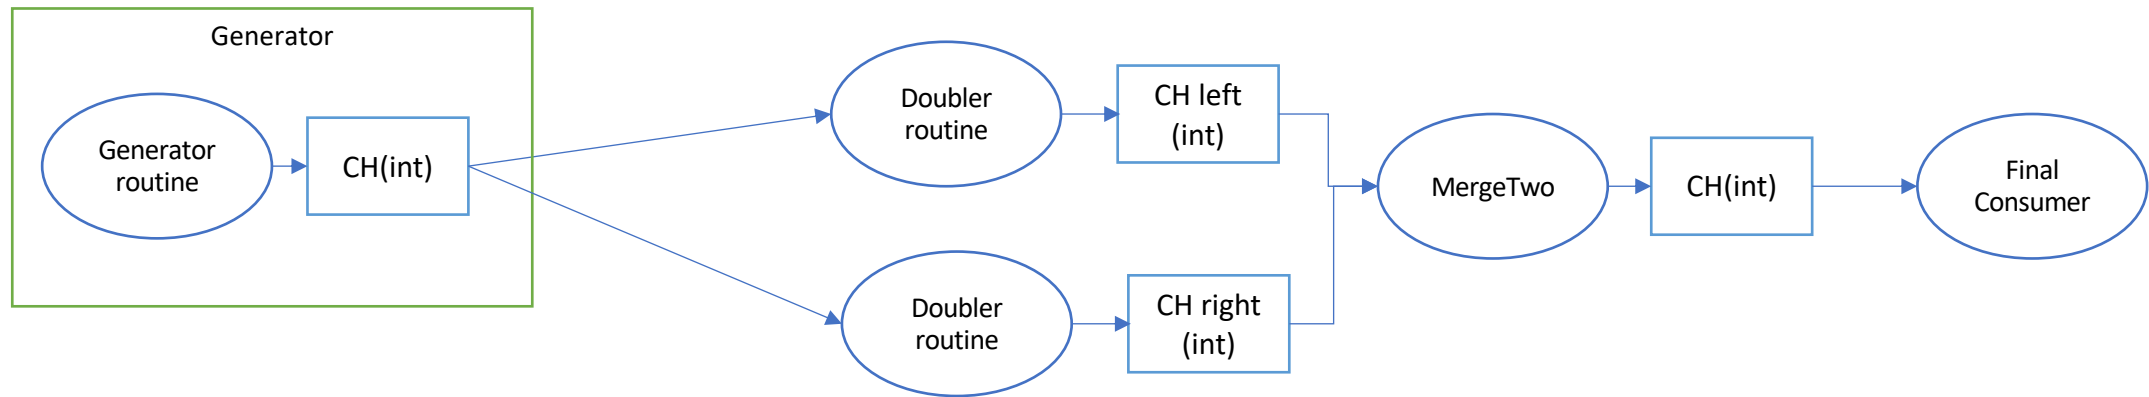 Generator
Generator
routine
CH(int)
Doubler
routine
CH left
(int)
Doubler
routine
CH right
(int)
MergeTwo
CH(int)
Final
Consumer